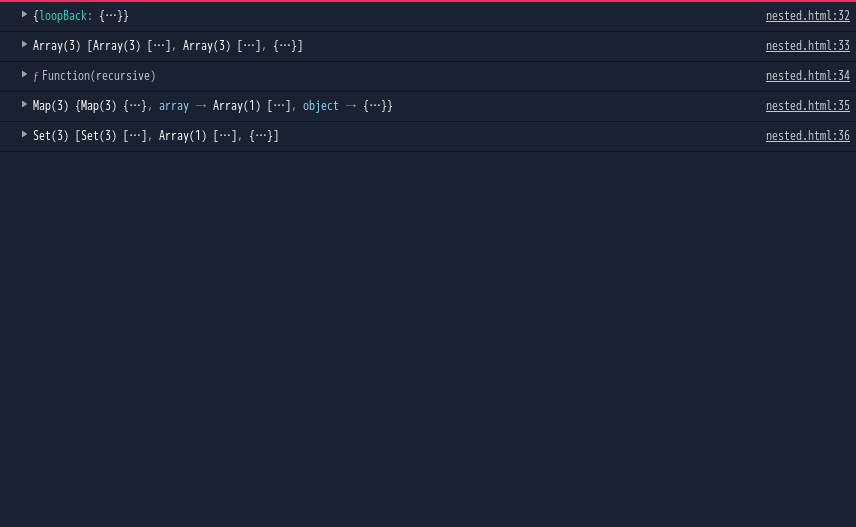 {loopBack: {…}} nested.html:32
Array(3) [Array(3) […], Array(3) […], {…}] nested.html:33
ƒ Function(recursive) nested.html:34
Map(3) {Map(3) {…}, array → Array(1) […], object → {…}} nested.html:35
Set(3) [Set(3) […], Array(1) […], {…}] nested.html:36